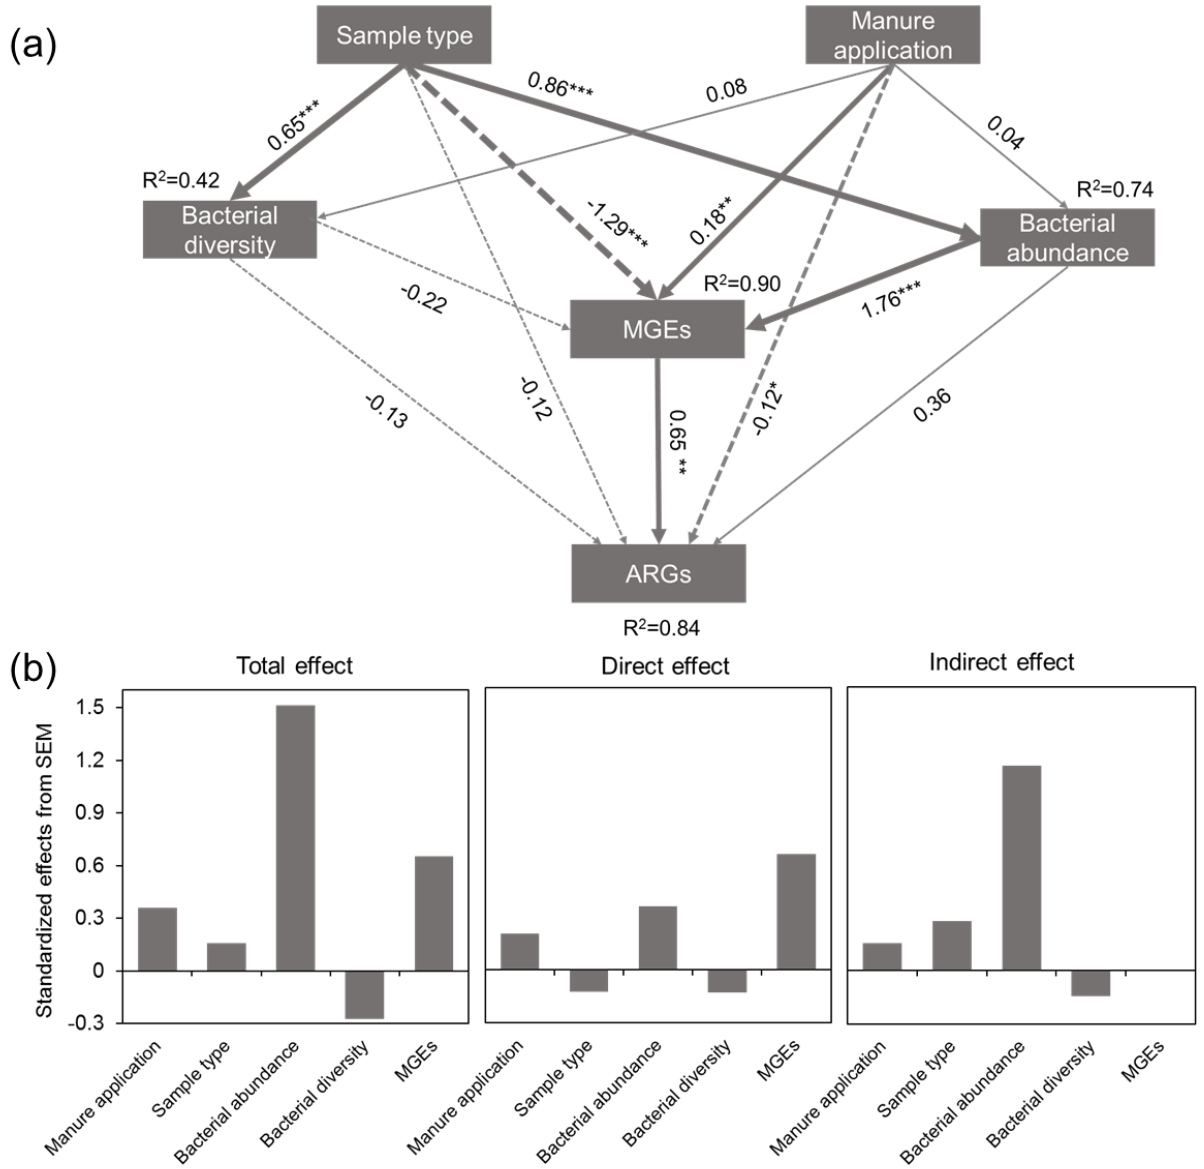 (a)
Sample type
Manure
application
0.65***
0.86***
0.08
0.04
R²=0.42
R²=0.74
Bacterial
diversity
-1.29***
0.18**
Bacterial
abundance
R²=0.90
-0.22
1.76***
MGEs
-0.13
-0.12
0.65 **
-0.12*
0.36
ARGs
R²=0.84
(b)
Total effect
Direct effect
Indirect effect
Standardized effects from SEM
1.5
1.2
0.9
0.6
0.3
0
-0.3
Manure application
Sample type
Bacterial abundance
Bacterial diversity
MGEs
Manure application
Sample type
Bacterial abundance
Bacterial diversity
MGEs
Manure application
Sample type
Bacterial abundance
Bacterial diversity
MGEs